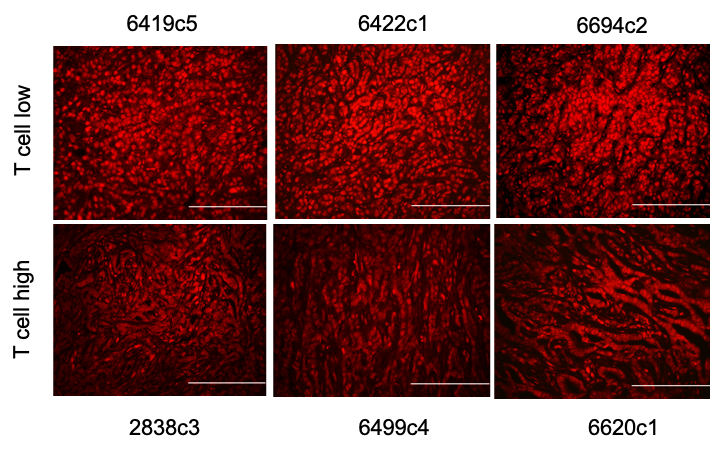 6419c5 6422c1 6694c2
T cell low
T cell high
2838c3 6499c4 6620c1